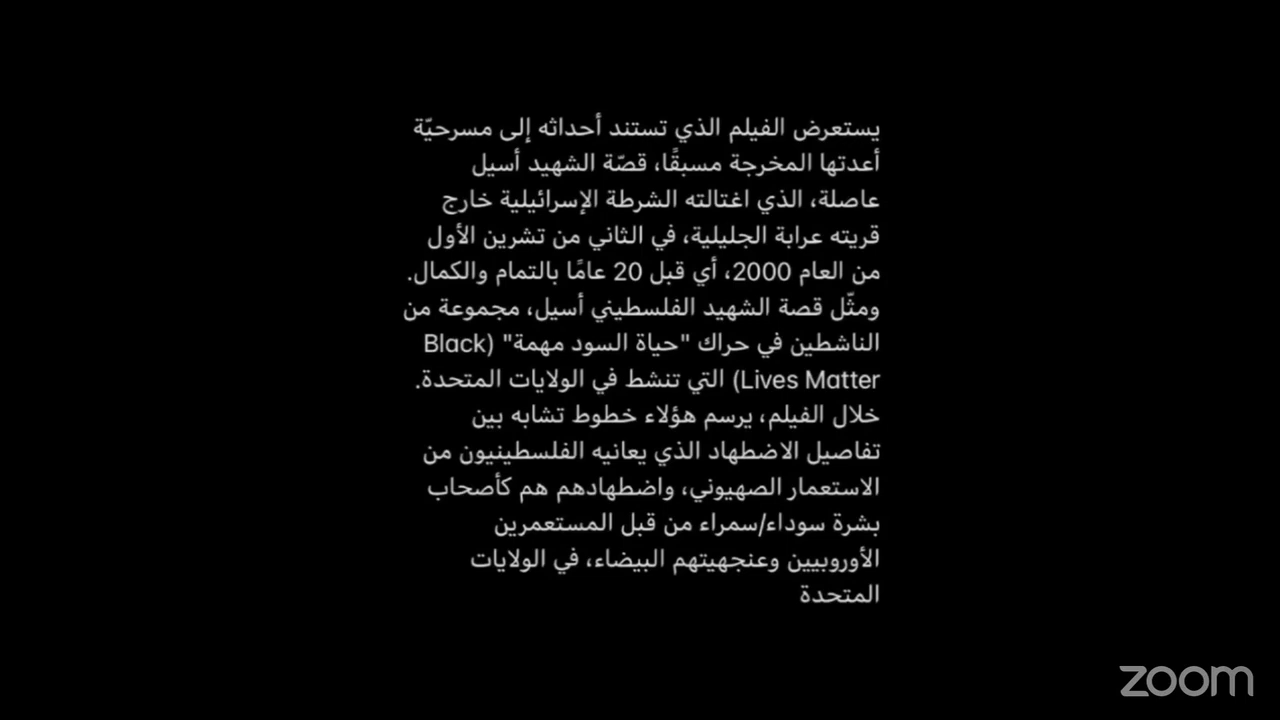 يستعرض الفيلم الذي تستند أحداثه إلى مسرحيّة
أعدتها المخرجة مسبقًا، قصّة الشهيد أسيل
عاصلة، الذي اغتالته الشرطة الإسرائيلية خارج
قريته عرابة الجليلية، في الثاني من تشرين الأول
من العام 2000، أي قبل 20 عامًا بالتمام والكمال.
ومثّل قصة الشهيد الفلسطيني أسيل، مجموعة من
الناشطين في حراك "حياة السود مهمة" (Black
Lives Matter) التي تنشط في الولايات المتحدة.
خلال الفيلم، يرسم هؤلاء خطوط تشابه بين
تفاصيل الاضطهاد الذي يعانيه الفلسطينيون من
الاستعمار الصهيوني، واضطهادهم هم كأصحاب
بشرة سوداء/سمراء من قبل المستعمرين
الأوروبيين وعنجهيتهم البيضاء، في الولايات
المتحدة
zoom